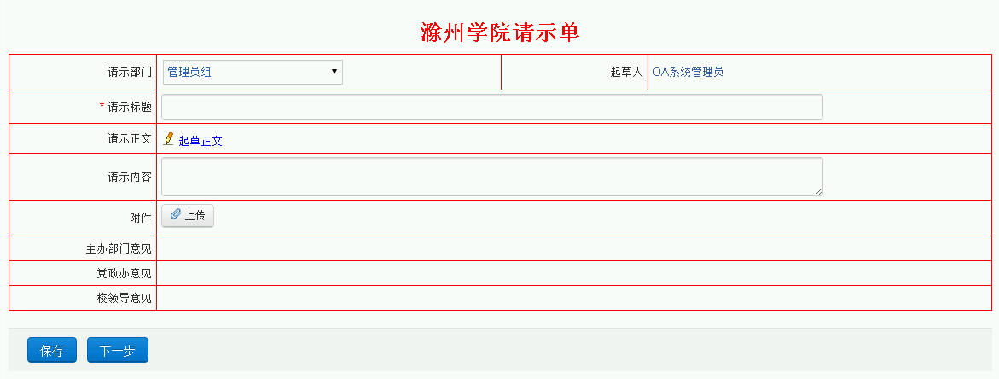 滁州学院请示单
请示部门 管理员组 起草人 OA系统管理员
* 请示标题
请示正文 起草正文
请示内容
附件 上传
主办部门意见
党政办意见
校领导意见
保存 下一步